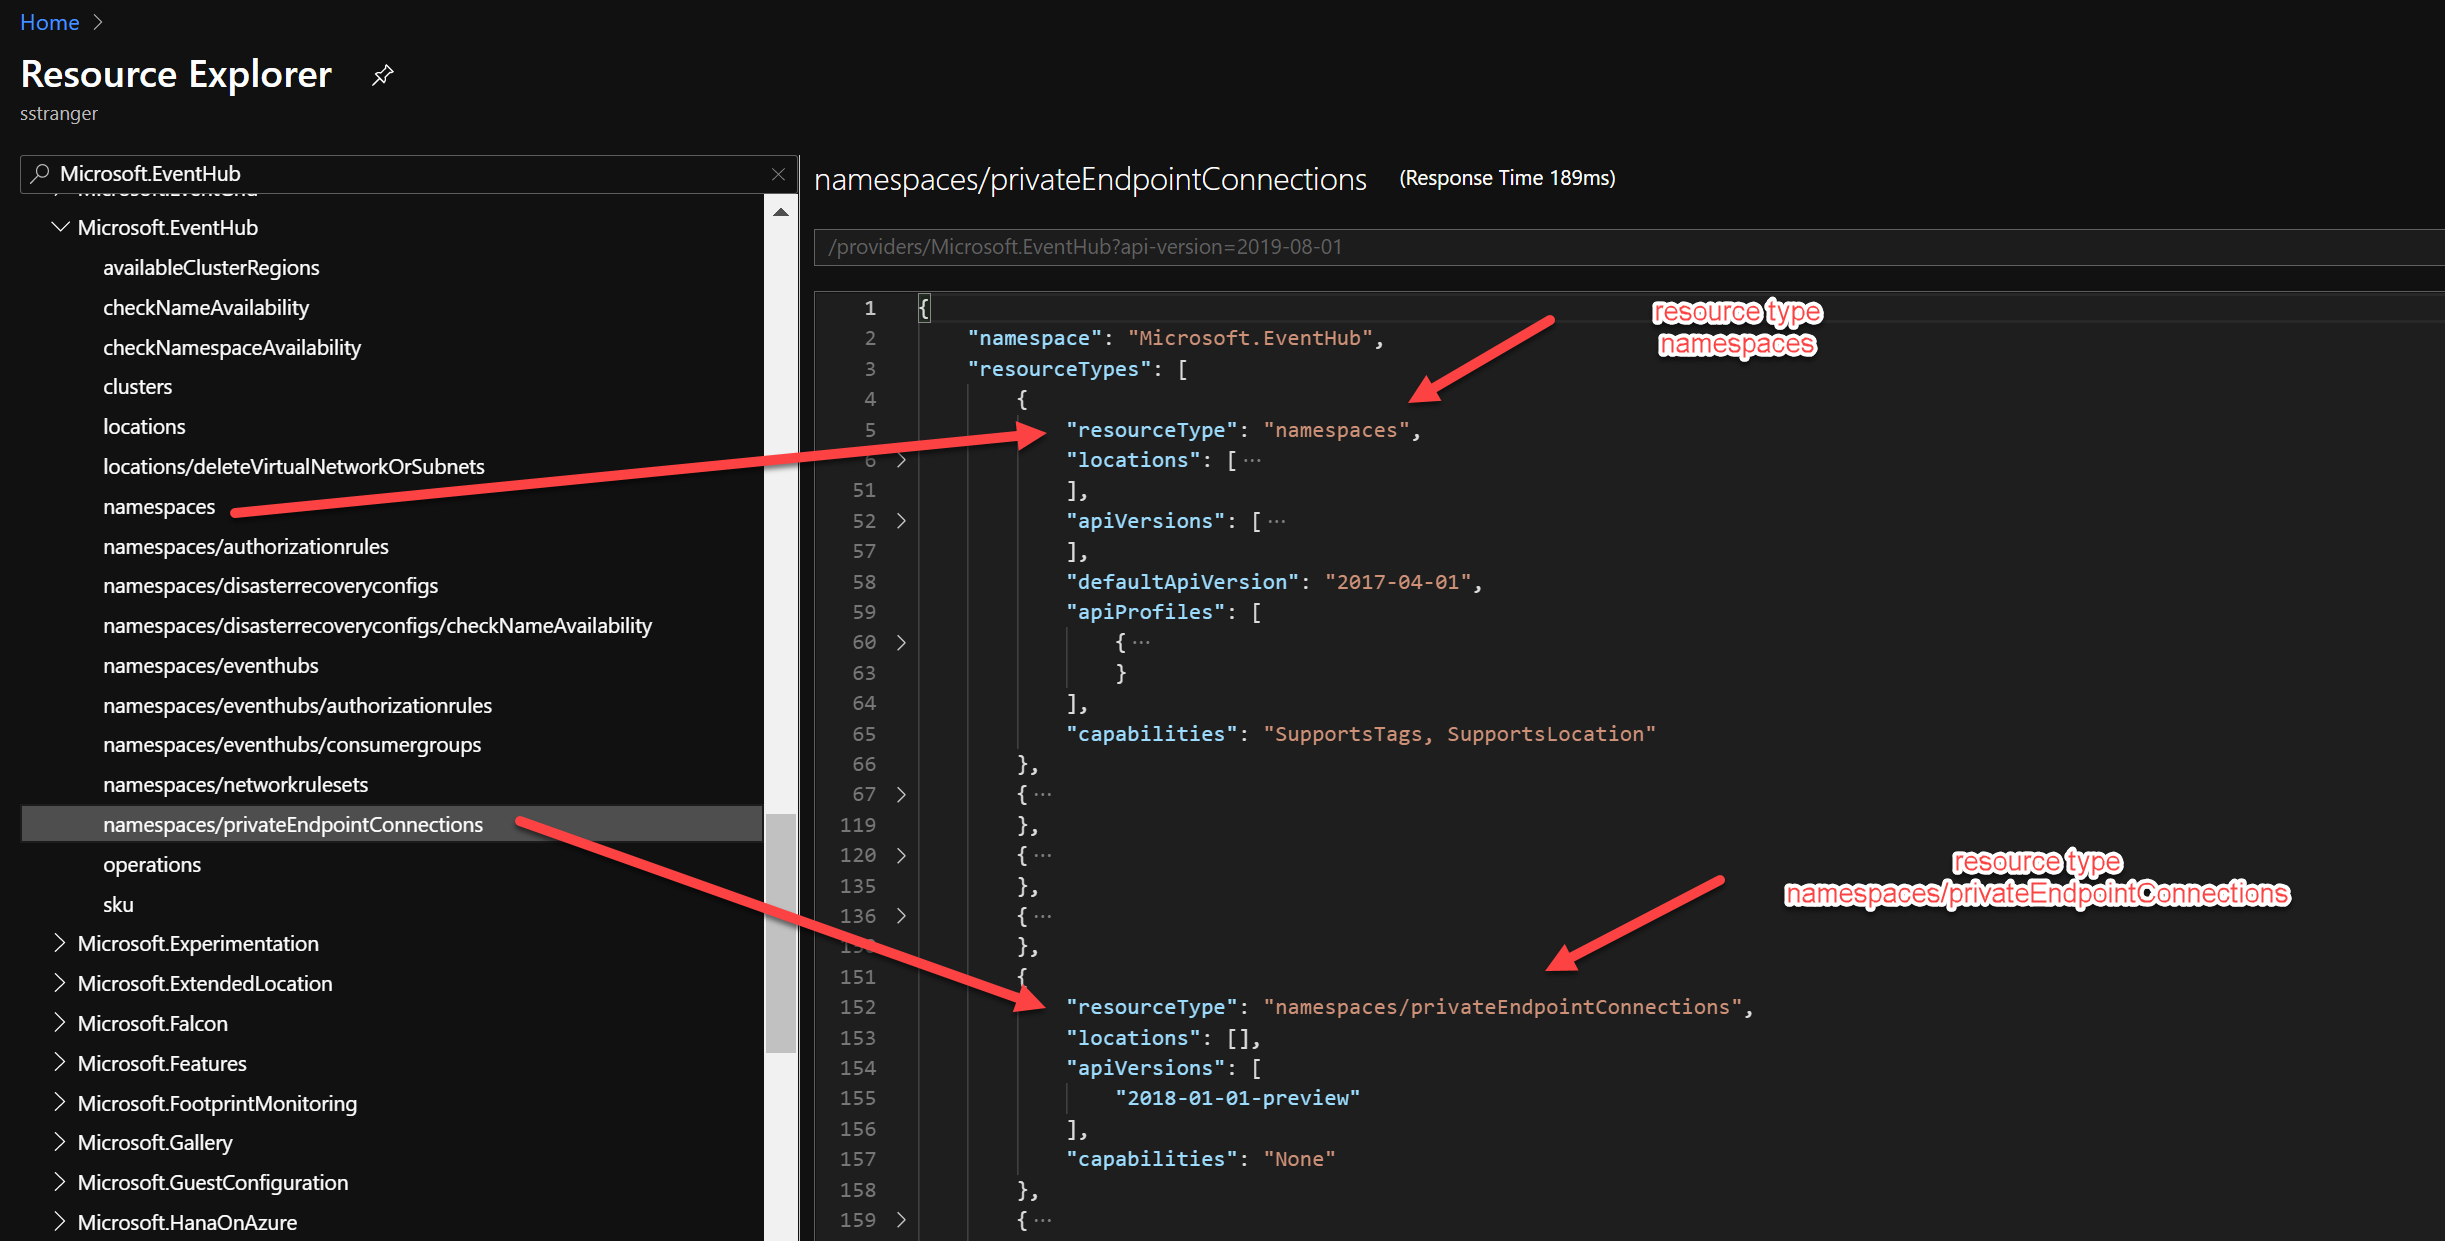 Home
Resource Explorer
sstranger
Microsoft.EventHub
Microsoft.EventHub
availableClusterRegions
checkNameAvailability
checkNamespaceAvailability
clusters
locations
locations/deleteVirtualNetworkOrSubnets
namespaces
namespaces/authorizationrules
namespaces/disasterrecoveryconfigs
namespaces/disasterrecoveryconfigs/checkNameAvailability
namespaces/eventhubs
namespaces/eventhubs/authorizationrules
namespaces/eventhubs/consumergroups
namespaces/networkrulesets
namespaces/privateEndpointConnections
operations
sku
Microsoft.Experimentation
Microsoft.ExtendedLocation
Microsoft.Falcon
Microsoft.Features
Microsoft.FootprintMonitoring
Microsoft.Gallery
Microsoft.GuestConfiguration
Microsoft.HanaOnAzure
namespaces/privateEndpointConnections (Response Time 189ms)
/providers/Microsoft.EventHub?api-version=2019-08-01
1 {
2 "namespace": "Microsoft.EventHub",
3 "resourceTypes": [
4 {
5 "resourceType": "namespaces",
6 "locations": [ ···
51 ],
52 "apiVersions": [ ···
57 ],
58 "defaultApiVersion": "2017-04-01",
59 "apiProfiles": [
60 { ···
63 }
64 ],
65 "capabilities": "SupportsTags, SupportsLocation"
66 },
67 { ···
119 },
120 { ···
135 },
136 { ···
},
151 {
152 "resourceType": "namespaces/privateEndpointConnections",
153 "locations": [],
154 "apiVersions": [
155 "2018-01-01-preview"
156 ],
157 "capabilities": "None"
158 },
159 { ···
resource type
namespaces
resource type
namespaces/privateEndpointConnections